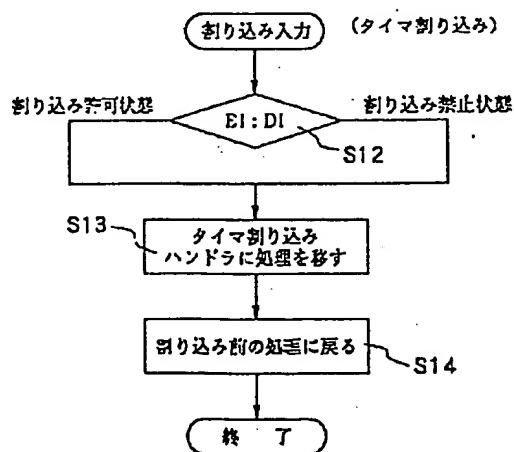 割り込み入力
(タイマ割り込み)
割り込み許可状態
割り込み禁止状態
EI:DI
S12
S13
タイマ割り込み
ハンドラに処理を移す
割り込み前の処理に戻る
S14
終 了